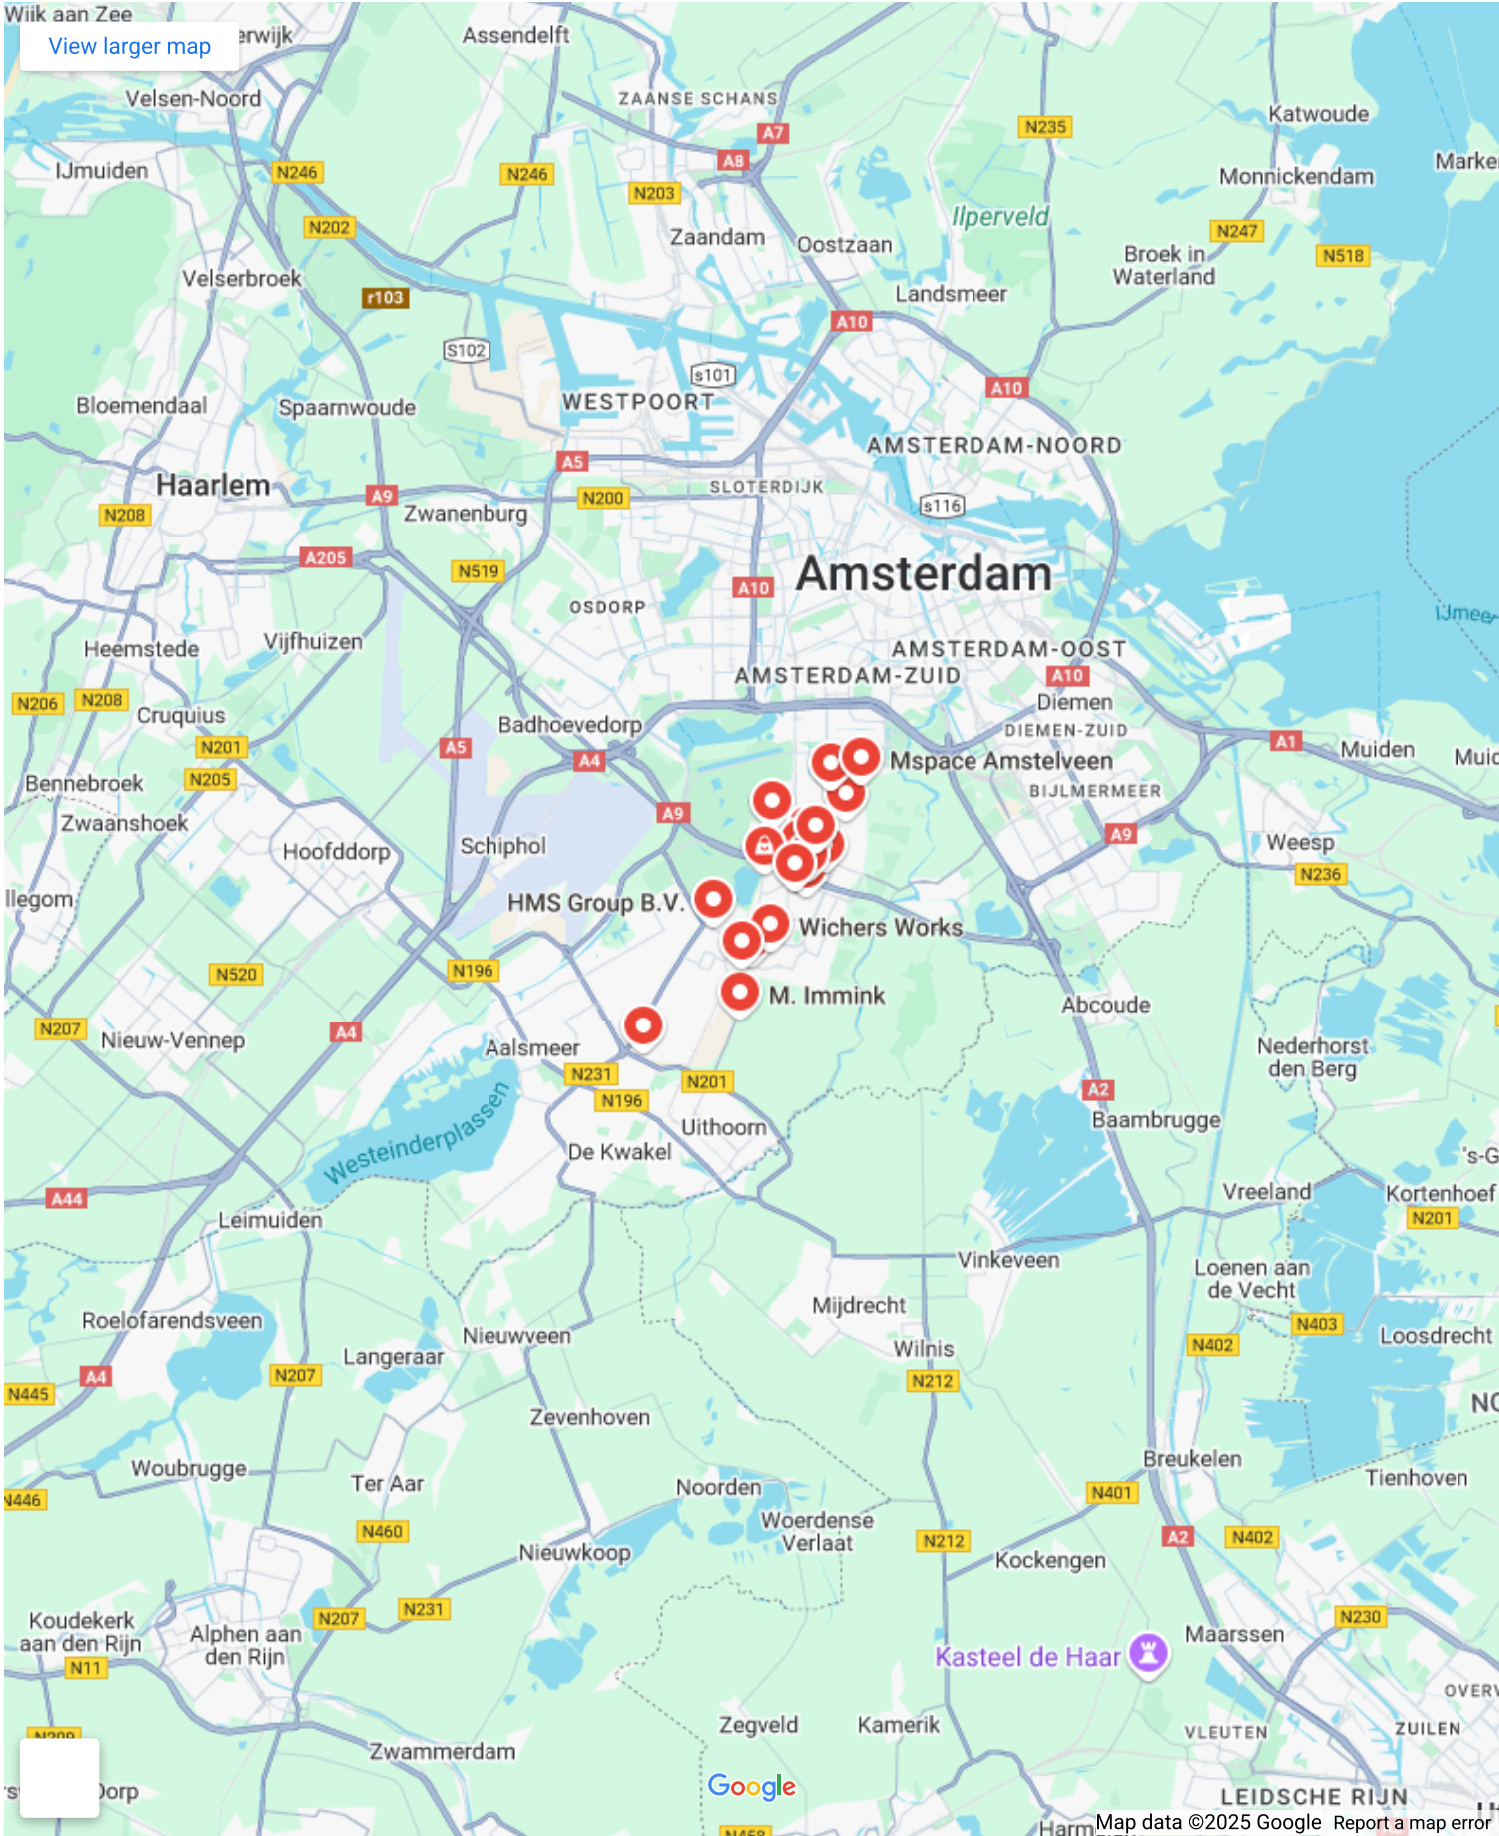 Wijk aan Zee
erwijk
View larger map
Assendelft
Velsen-Noord
ZAANSE SCHANS
Katwoude
A7
N235
A8
IJmuiden
N246
N246
Monnickendam
N203
N202
Ilperveld
Zaandam
Oostzaan
N247
Broek in
Waterland
N518
Velserbroek
r103
Landsmeer
A10
S102
s101
A10
Bloemendaal
Spaarnwoude
WESTPOORT
AMSTERDAM-NOORD
A5
Haarlem
A9
N200
SLOTERDIJK
s116
N208
Zwanenburg
A205
N519
A10
Amsterdam
OSDORP
IJmeer
Heemstede
Vijfhuizen
AMSTERDAM-OOST
AMSTERDAM-ZUID
A10
N206
N208
Diemen
Cruquius
Badhoevedorp
DIEMEN-ZUID
N201
A5
A4
A1
Muiden
Mspace Amstelveen
N205
Bennebroek
BIJLMERMEER
A9
Zwaanshoek
A9
Schiphol
Weesp
Hoofddorp
N236
llegom
HMS Group B.V.
Wichers Works
N520
N196
M. Immink
Abcoude
N207
A4
Nieuw-Vennep
Aalsmeer
Nederhorst
den Berg
N231
N201
A2
N196
Westeinderplassen
Uithoorn
Baambrugge
De Kwakel
's-G
A44
Vreeland
Kortenhoef
Leimuiden
N201
Vinkeveen
Loenen aan
de Vecht
Mijdrecht
Roelofarendsveen
Nieuwveen
N403
Loosdrecht
Langeraar
Wilnis
N402
A4
N207
N212
N445
Zevenhoven
Woubrugge
Ter Aar
Breukelen
Tienhoven
Noorden
N401
N446
Woerdense
Verlaat
N460
N212
A2
N402
Nieuwkoop
Kockengen
N231
N207
N230
Koudekerk
aan den Rijn
Alphen aan
den Rijn
Maarssen
Kasteel de Haar
N11
OVERV
Zegveld
Kamerik
VLEUTEN
ZUILEN
N209
Zwammerdam
Google
LEIDSCHE RIJN
Map data ©2025 Google
Report a map error
N458